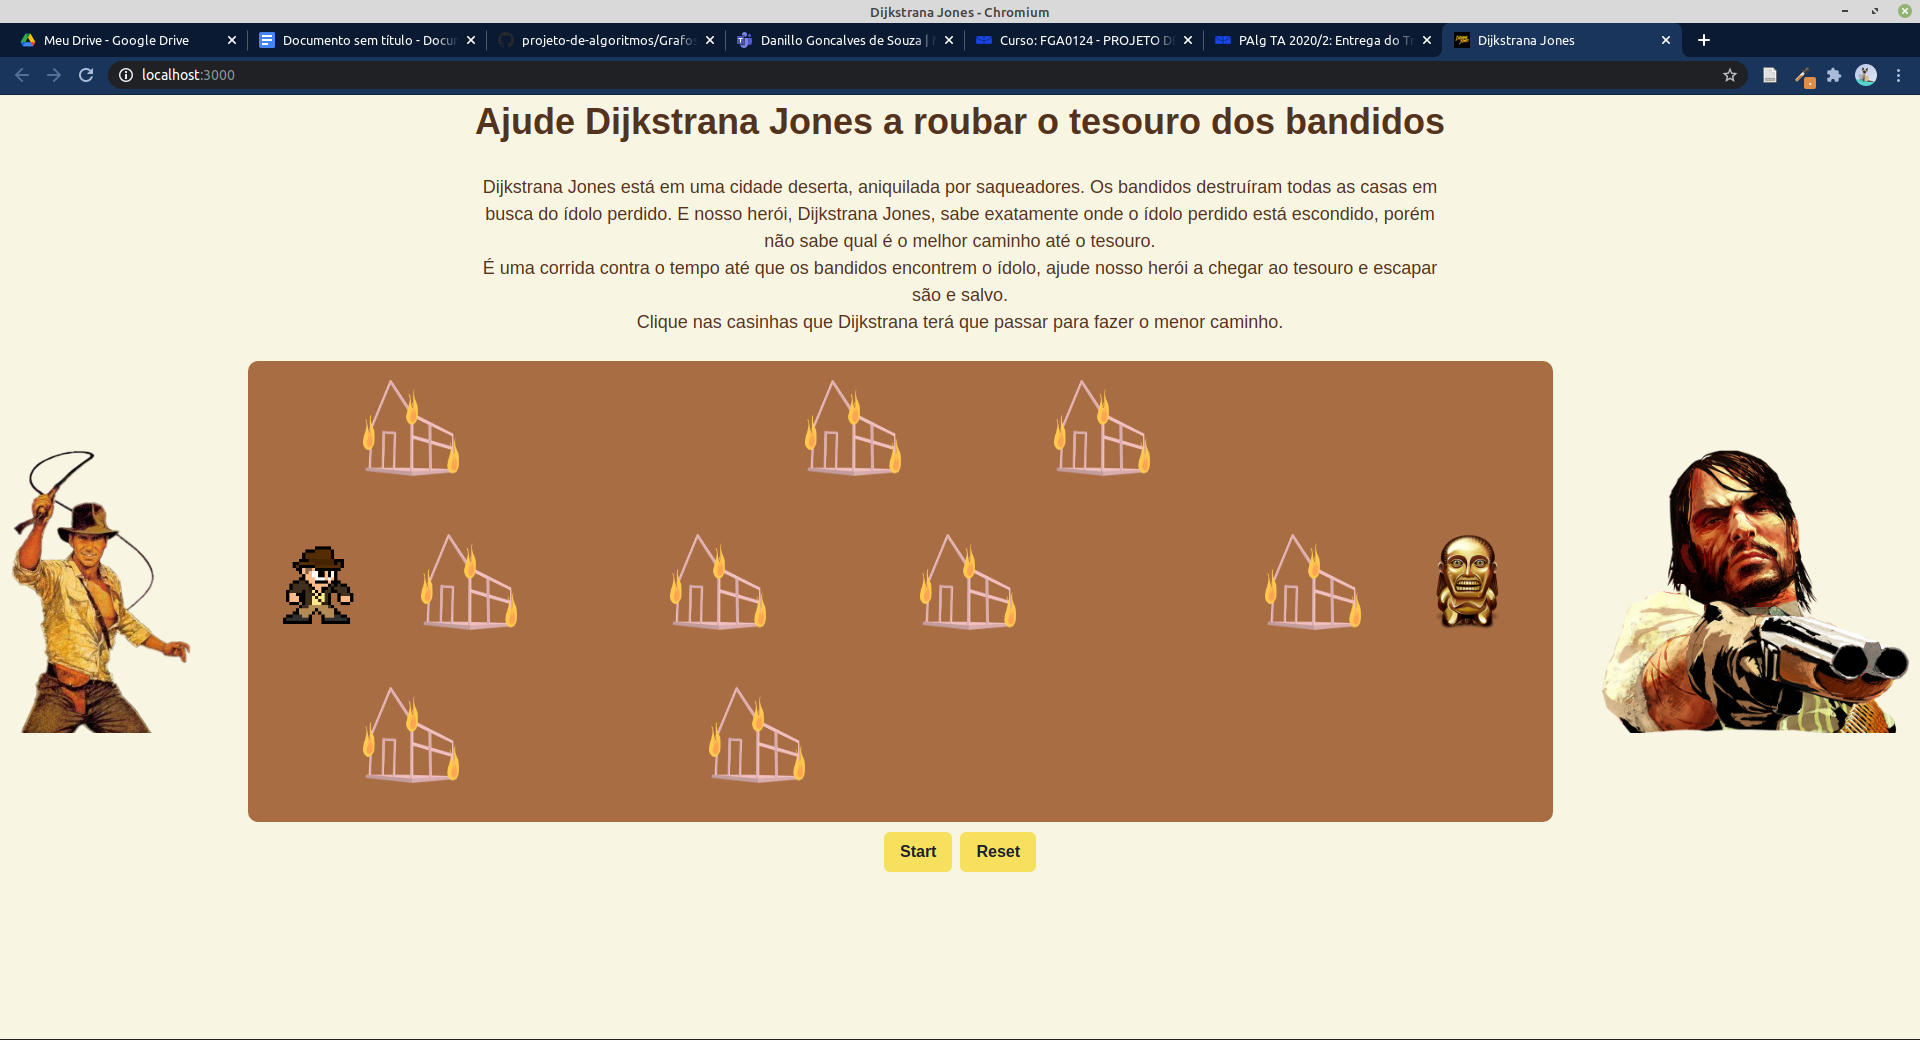 Dijkstrana Jones - Chromium
Meu Drive - Google Drive
Documento sem título - Docu
projeto-de-algoritmos/Grafos
Danillo Goncalves de Souza |
Curso: FGA0124 - PROJETO D
PAlg TA 2020/2: Entrega do T
Dijkstrana Jones
localhost:3000
Ajude Dijkstrana Jones a roubar o tesouro dos bandidos
Dijkstrana Jones está em uma cidade deserta, aniquilada por saqueadores. Os bandidos destruíram todas as casas em
busca do ídolo perdido. E nosso herói, Dijkstrana Jones, sabe exatamente onde o ídolo perdido está escondido, porém
não sabe qual é o melhor caminho até o tesouro.
É uma corrida contra o tempo até que os bandidos encontrem o ídolo, ajude nosso herói a chegar ao tesouro e escapar
são e salvo.
Clique nas casinhas que Dijkstrana terá que passar para fazer o menor caminho.
Start
Reset